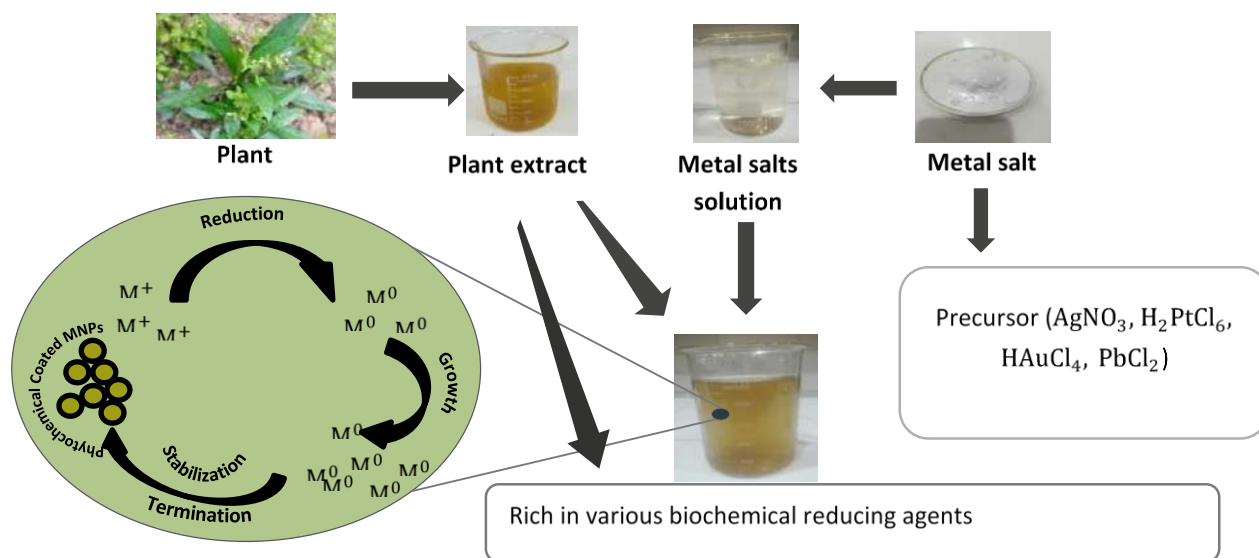 Plant
Plant extract
Metal salts
solution
Metal salt
Reduction
M⁺
M⁺ M⁺
M⁰
M⁰ M⁰
Growth
Phytochemical Coated MNPs
M⁰
M⁰ M⁰ M⁰
M⁰ M⁰
Stabilization
Termination
Precursor (AgNO₃, H₂PtCl₆,
HAuCl₄, PbCl₂)
Rich in various biochemical reducing agents